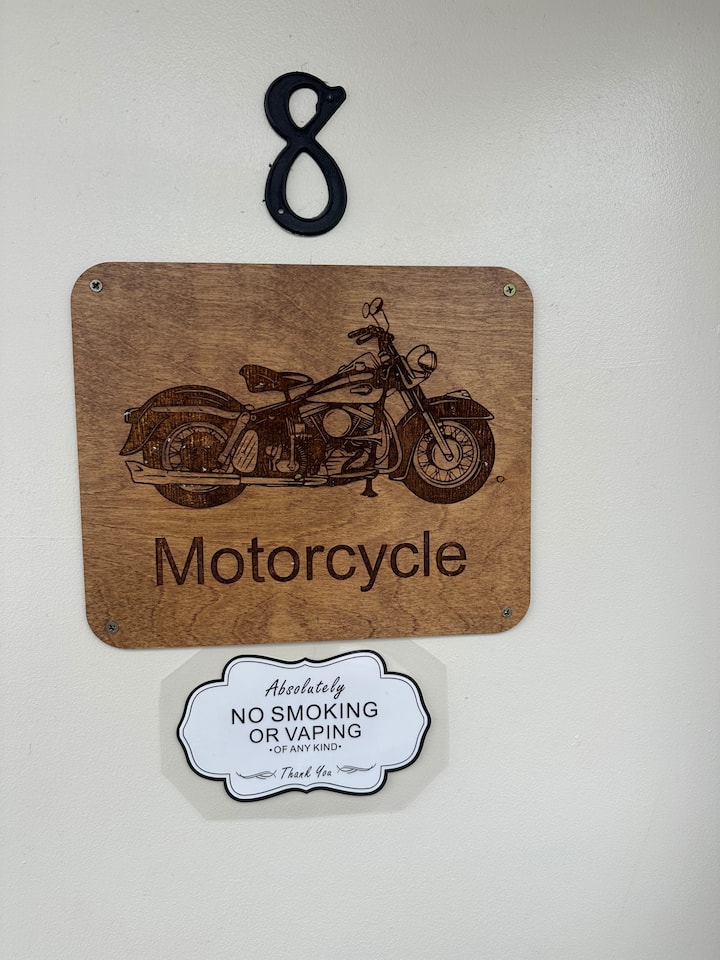 8
Motorcycle
Absolutely
NO SMOKING
OR VAPING
•OF ANY KIND•
Thank You